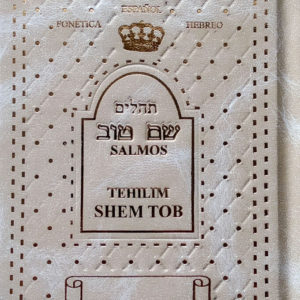 ESPAÑOL
FONETICA HEBREO
תהלים
שם טוב
SALMOS
TEHILIM
SHEM TOB